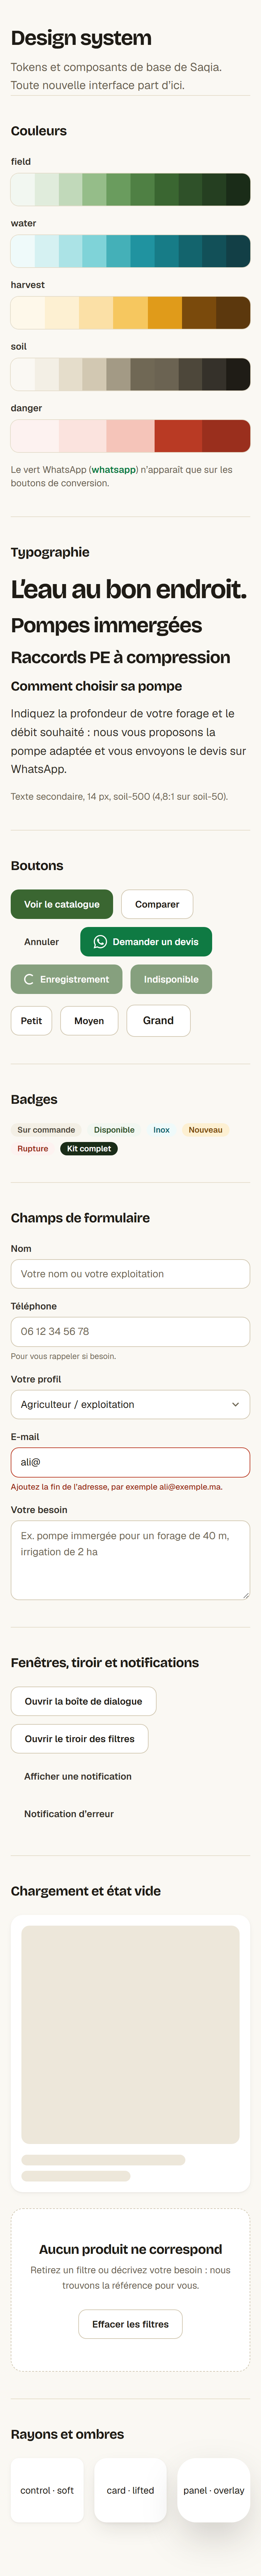 Design system
Tokens et composants de base de Saqia.
Toute nouvelle interface part d'ici.
Couleurs
field
water
harvest
soil
danger
Le vert WhatsApp (whatsapp) n'apparaît que sur les
boutons de conversion.
Typographie
L'eau au bon endroit.
Pompes immergées
Raccords PE à compression
Comment choisir sa pompe
Indiquez la profondeur de votre forage et le
débit souhaité : nous vous proposons la
pompe adaptée et vous envoyons le devis sur
WhatsApp.
Texte secondaire, 14 px, soil-500 (4,8:1 sur soil-50).
Boutons
Voir le catalogue
Comparer
Annuler
Demander un devis
Enregistrement
Indisponible
Petit
Moyen
Grand
Badges
Sur commande
Disponible
Inox
Nouveau
Rupture
Kit complet
Champs de formulaire
Nom
Votre nom ou votre exploitation
Téléphone
06 12 34 56 78
Pour vous rappeler si besoin.
Votre profil
Agriculteur / exploitation
E-mail
ali@
Ajoutez la fin de l'adresse, par exemple ali@exemple.ma.
Votre besoin
Ex. pompe immergée pour un forage de 40 m,
irrigation de 2 ha
Fenêtres, tiroir et notifications
Ouvrir la boîte de dialogue
Ouvrir le tiroir des filtres
Afficher une notification
Notification d'erreur
Chargement et état vide
Aucun produit ne correspond
Retirez un filtre ou décrivez votre besoin : nous
trouvons la référence pour vous.
Effacer les filtres
Rayons et ombres
control · soft
card · lifted
panel · overlay